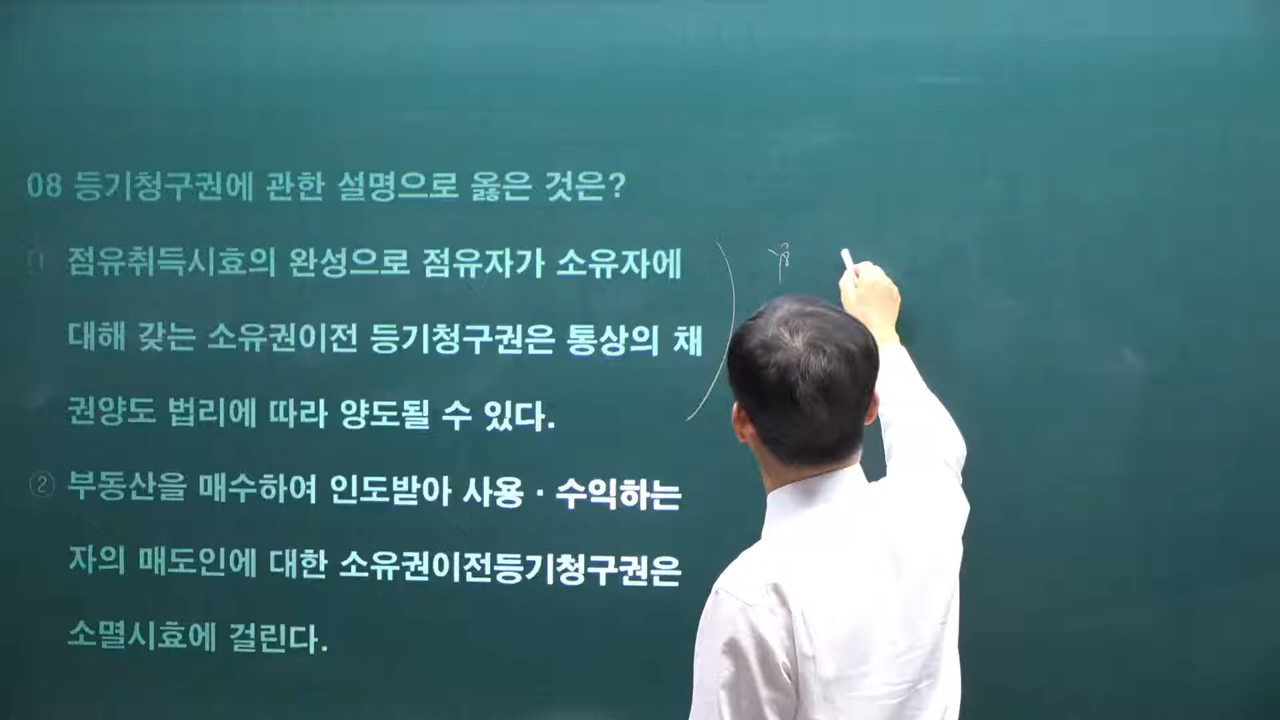 08 등기청구권에 관한 설명으로 옳은 것은?
① 점유취득시효의 완성으로 점유자가 소유자에
대해 갖는 소유권이전 등기청구권은 통상의 채
권양도 법리에 따라 양도될 수 있다.
② 부동산을 매수하여 인도받아 사용·수익하는
자의 매도인에 대한 소유권이전등기청구권은
소멸시효에 걸린다.